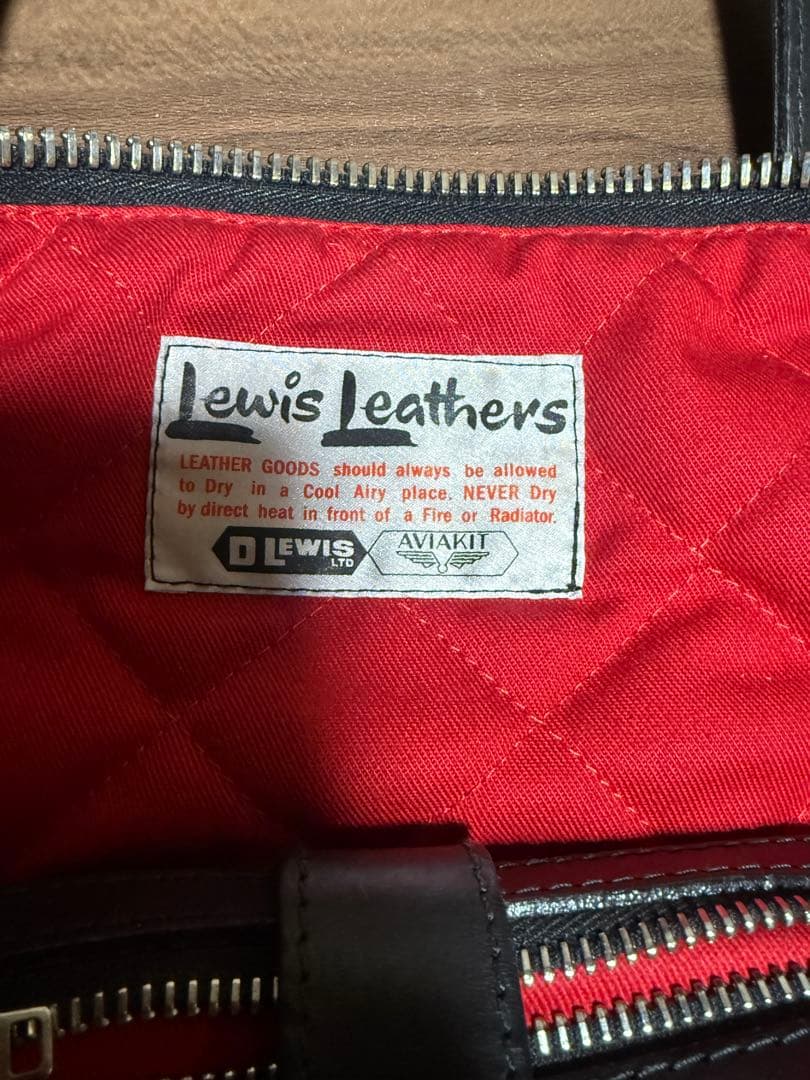 Lewis Leathers
LEATHER GOODS should always be allowed
to Dry in a Cool Airy place. NEVER Dry
by direct heat in front of a Fire or Radiator.
D LEWIS LTD AVIAKIT